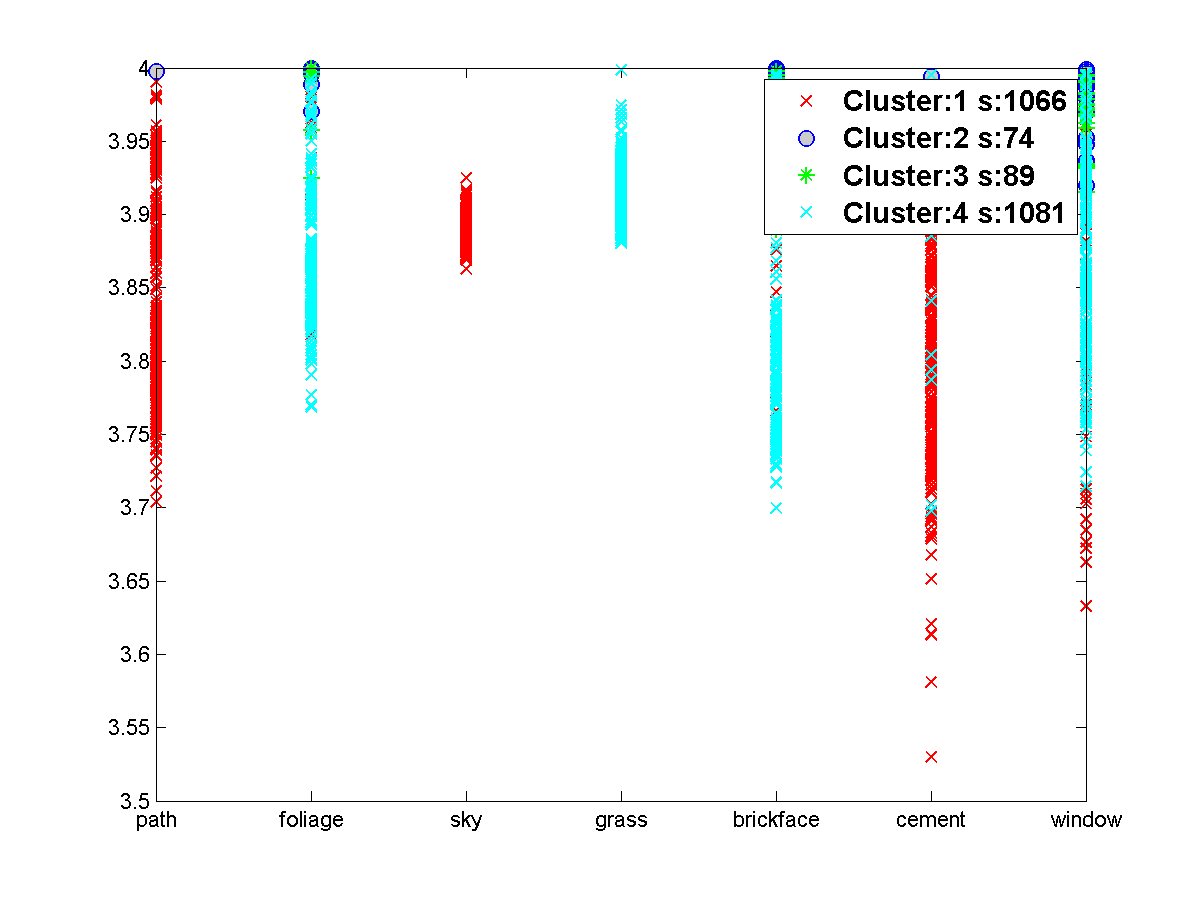 4
3.95
3.9
3.85
3.8
3.75
3.7
3.65
3.6
3.55
3.5
path foliage sky grass brickface cement window
Cluster:1 s:1066
Cluster:2 s:74
Cluster:3 s:89
Cluster:4 s:1081